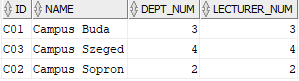 ID NAME DEPT_NUM LECTURER_NUM
C01 Campus Buda 3 3
C03 Campus Szeged 4 4
C02 Campus Sopron 2 2